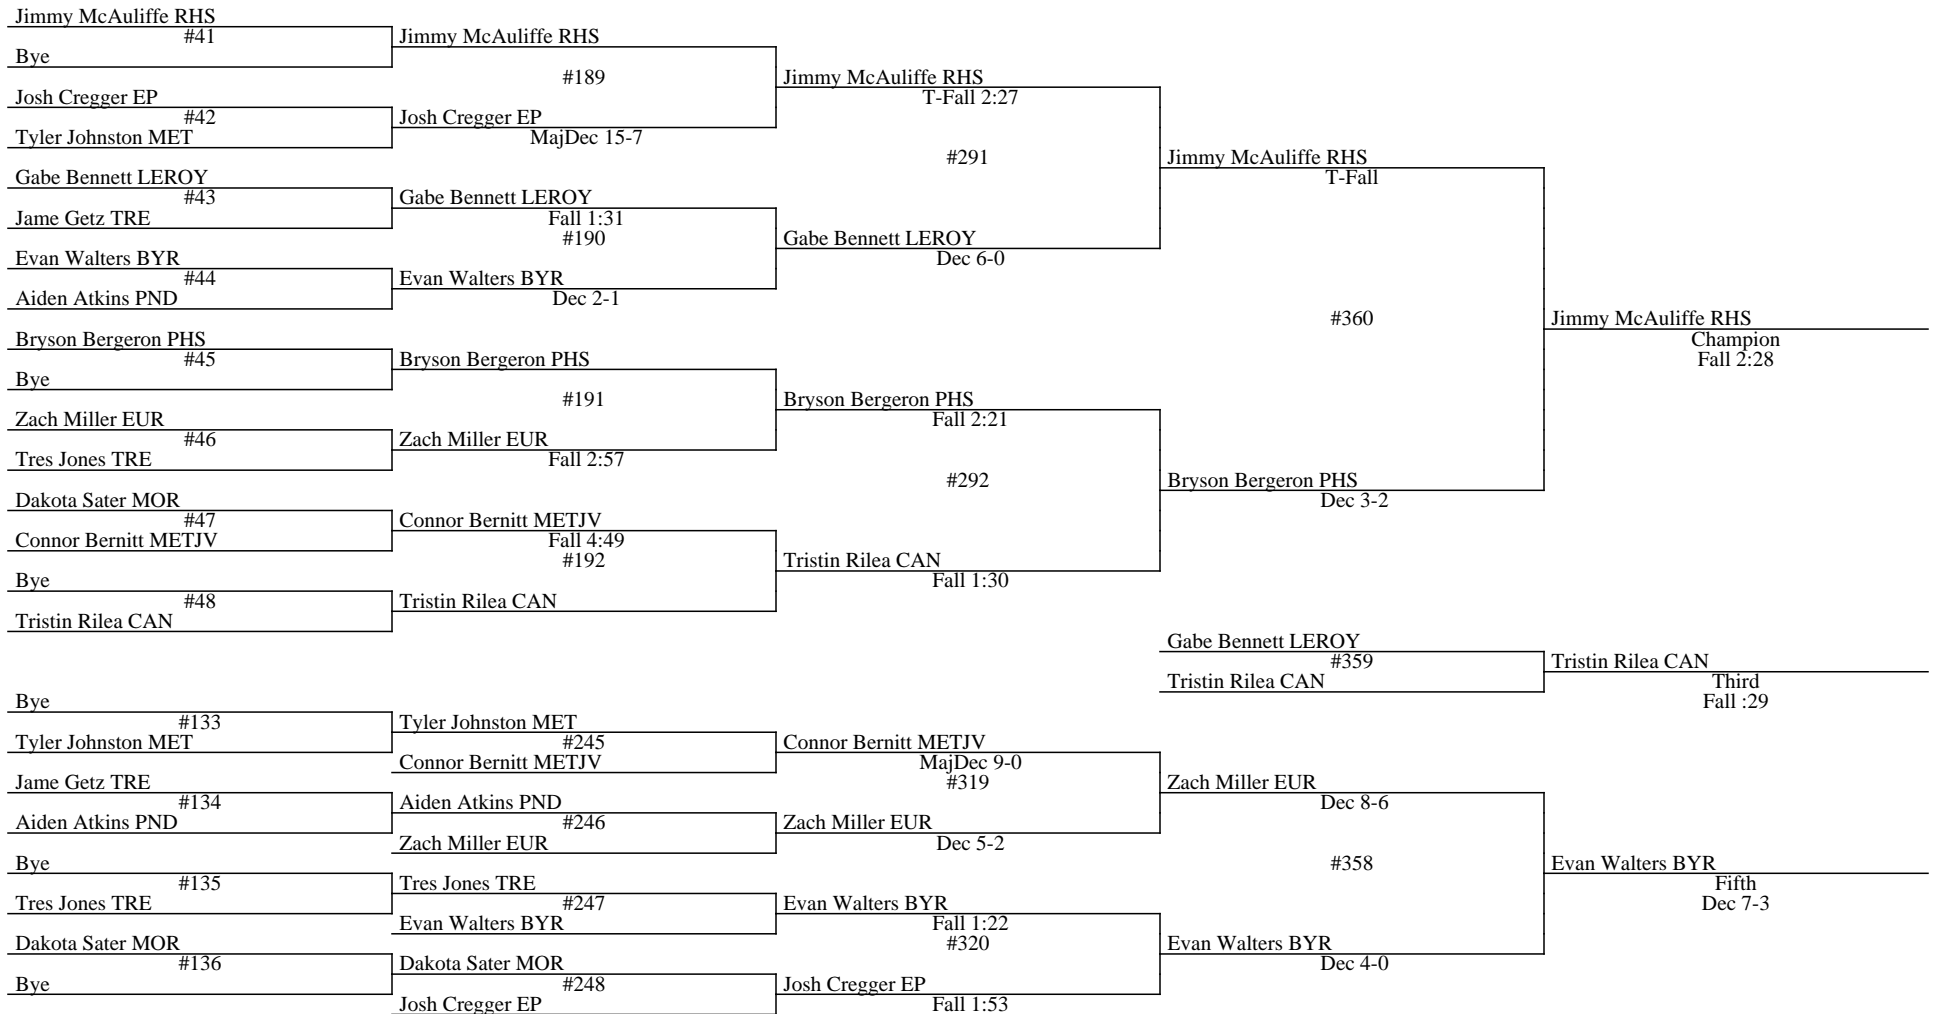 Jimmy McAuliffe RHS
#41
Bye
Josh Cregger EP
#42
Tyler Johnston MET
Gabe Bennett LEROY
#43
Jame Getz TRE
Evan Walters BYR
#44
Aiden Atkins PND
Bryson Bergeron PHS
#45
Bye
Zach Miller EUR
#46
Tres Jones TRE
Dakota Sater MOR
#47
Connor Bernitt METJV
Bye
#48
Tristin Rilea CAN
Jimmy McAuliffe RHS
#189
Josh Cregger EP
MajDec 15-7
Gabe Bennett LEROY
Fall 1:31
#190
Evan Walters BYR
Dec 2-1
Bryson Bergeron PHS
#191
Zach Miller EUR
Fall 2:57
Connor Bernitt METJV
Fall 4:49
#192
Tristin Rilea CAN
Jimmy McAuliffe RHS
T-Fall 2:27
#291
Gabe Bennett LEROY
Dec 6-0
Bryson Bergeron PHS
Fall 2:21
#292
Tristin Rilea CAN
Fall 1:30
Jimmy McAuliffe RHS
T-Fall
#360
Bryson Bergeron PHS
Dec 3-2
Jimmy McAuliffe RHS
Champion
Fall 2:28
Gabe Bennett LEROY
#359
Tristin Rilea CAN
Tristin Rilea CAN
Third
Fall :29
Bye
#133
Tyler Johnston MET
Jame Getz TRE
#134
Aiden Atkins PND
Bye
#135
Tres Jones TRE
Dakota Sater MOR
#136
Bye
Tyler Johnston MET
#245
Connor Bernitt METJV
Aiden Atkins PND
#246
Zach Miller EUR
Tres Jones TRE
#247
Evan Walters BYR
Dakota Sater MOR
#248
Josh Cregger EP
Connor Bernitt METJV
MajDec 9-0
#319
Zach Miller EUR
Dec 5-2
Evan Walters BYR
Fall 1:22
#320
Josh Cregger EP
Fall 1:53
Zach Miller EUR
Dec 8-6
#358
Evan Walters BYR
Dec 4-0
Evan Walters BYR
Fifth
Dec 7-3